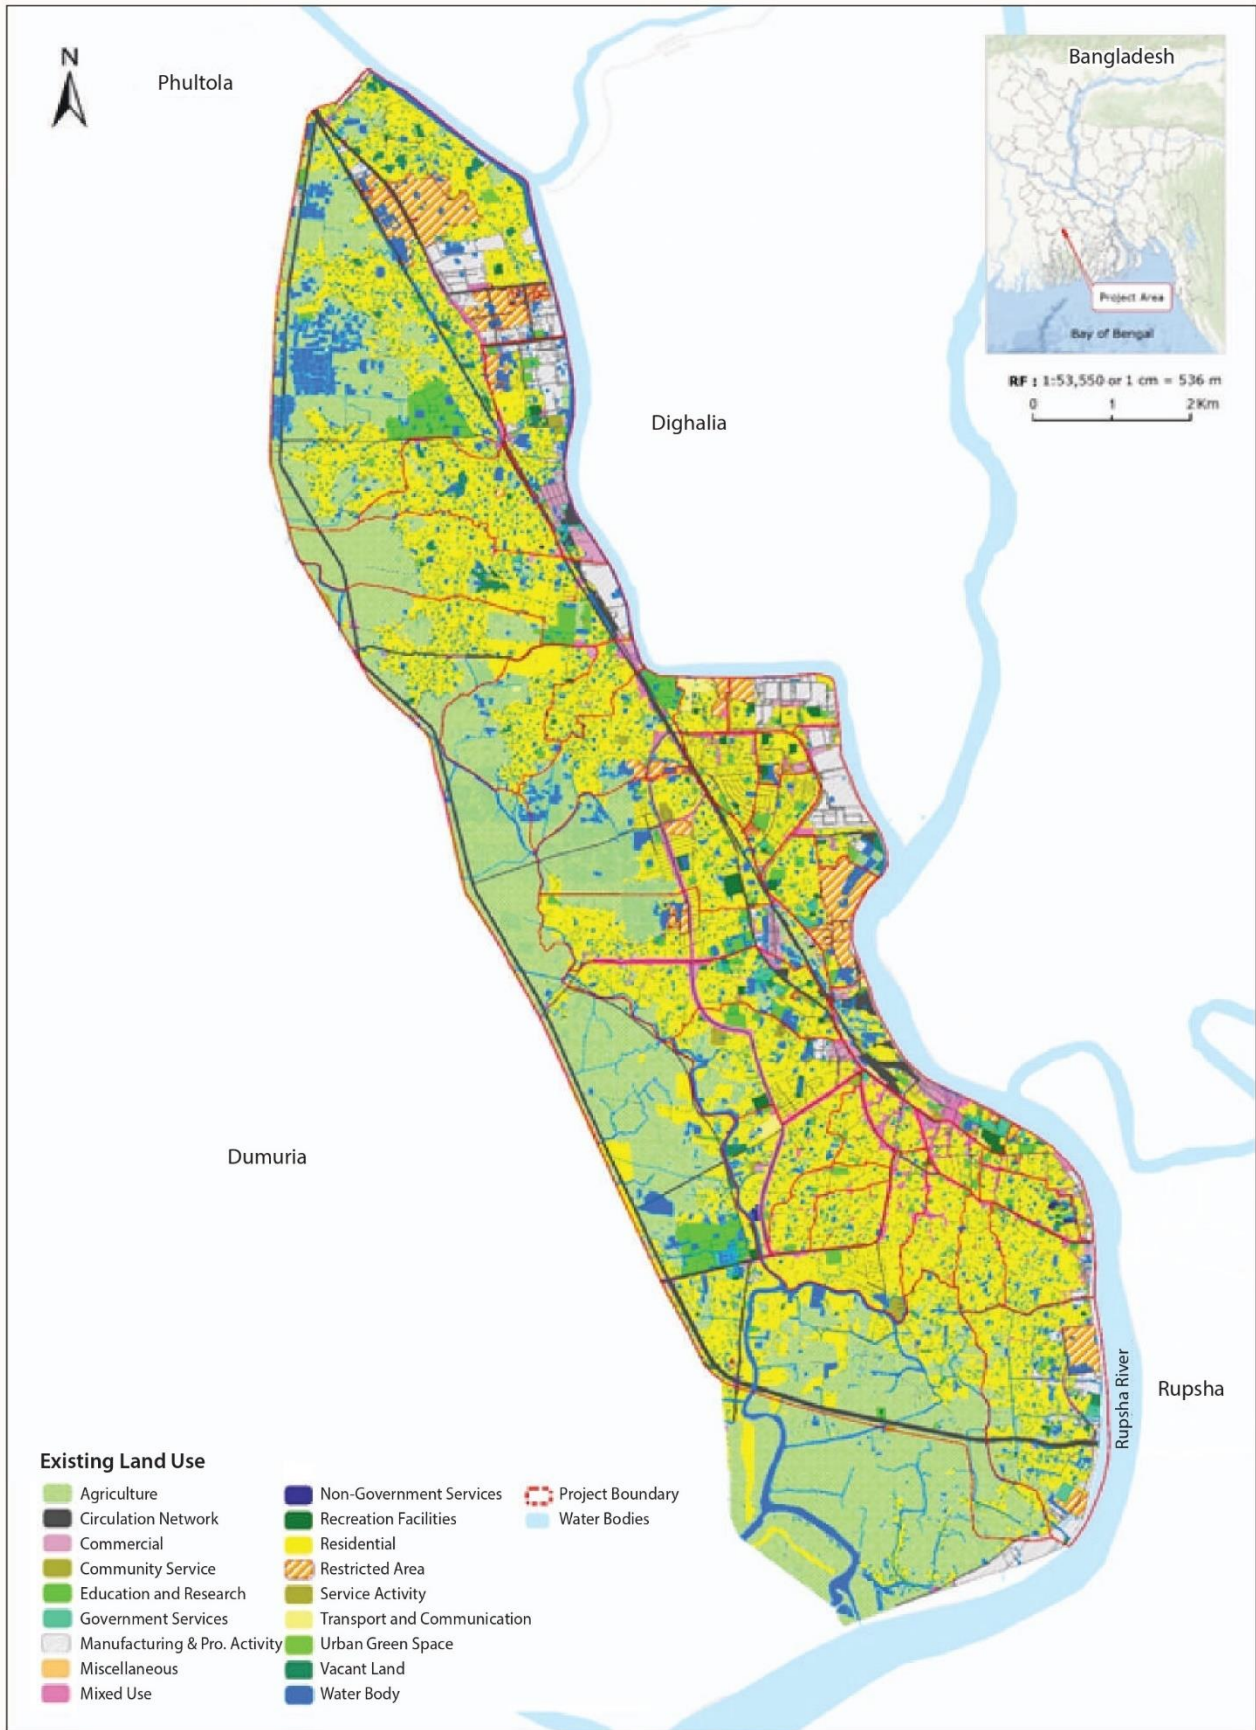 N
Phultola
Bangladesh
Project Area
Bay of Bengal
RF : 1:53,550 or 1 cm = 536 m
0 1 2 Km
Dighalia
Dumuria
Rupsha River
Rupsha
Existing Land Use
Agriculture
Circulation Network
Commercial
Community Service
Education and Research
Government Services
Manufacturing & Pro. Activity
Miscellaneous
Mixed Use
Non-Government Services
Recreation Facilities
Residential
Restricted Area
Service Activity
Transport and Communication
Urban Green Space
Vacant Land
Water Body
Project Boundary
Water Bodies